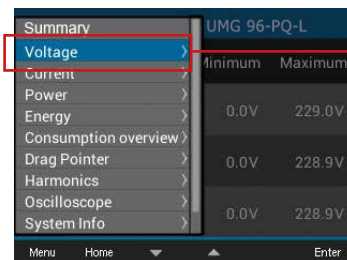 Summary
UMG 96-PQ-L
Voltage
Minimum Maximum
Current
Power
0.0V 229.0V
Energy
Consumption overview
Drag Pointer
0.0V 228.9V
Harmonics
Oscilloscope
0.0V 228.9V
System Info
Menu Home Enter